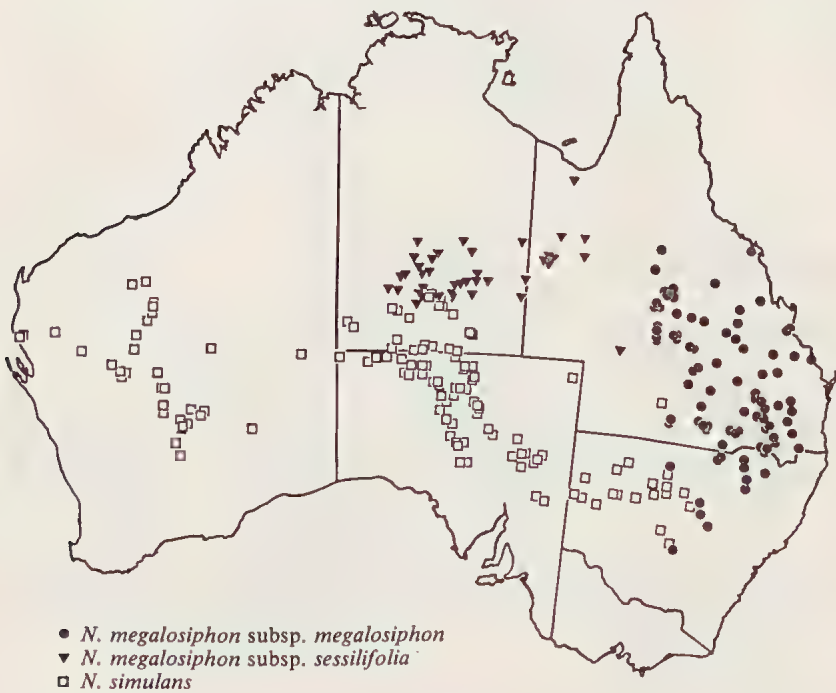 ● N. megalosiphon subsp. megalosiphon
▼ N. megalosiphon subsp. sessilifolia
□ N. simulans